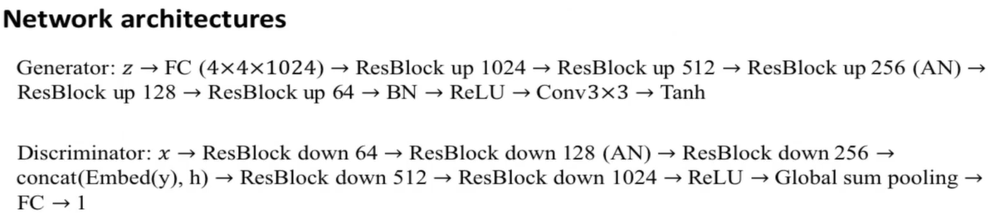 Network architectures
Generator: z → FC (4×4×1024) → ResBlock up 1024 → ResBlock up 512 → ResBlock up 256 (AN) →
ResBlock up 128 → ResBlock up 64 → BN → ReLU → Conv3×3 → Tanh
Discriminator: x → ResBlock down 64 → ResBlock down 128 (AN) → ResBlock down 256 →
concat(Embed(y), h) → ResBlock down 512 → ResBlock down 1024 → ReLU → Global sum pooling →
FC → 1